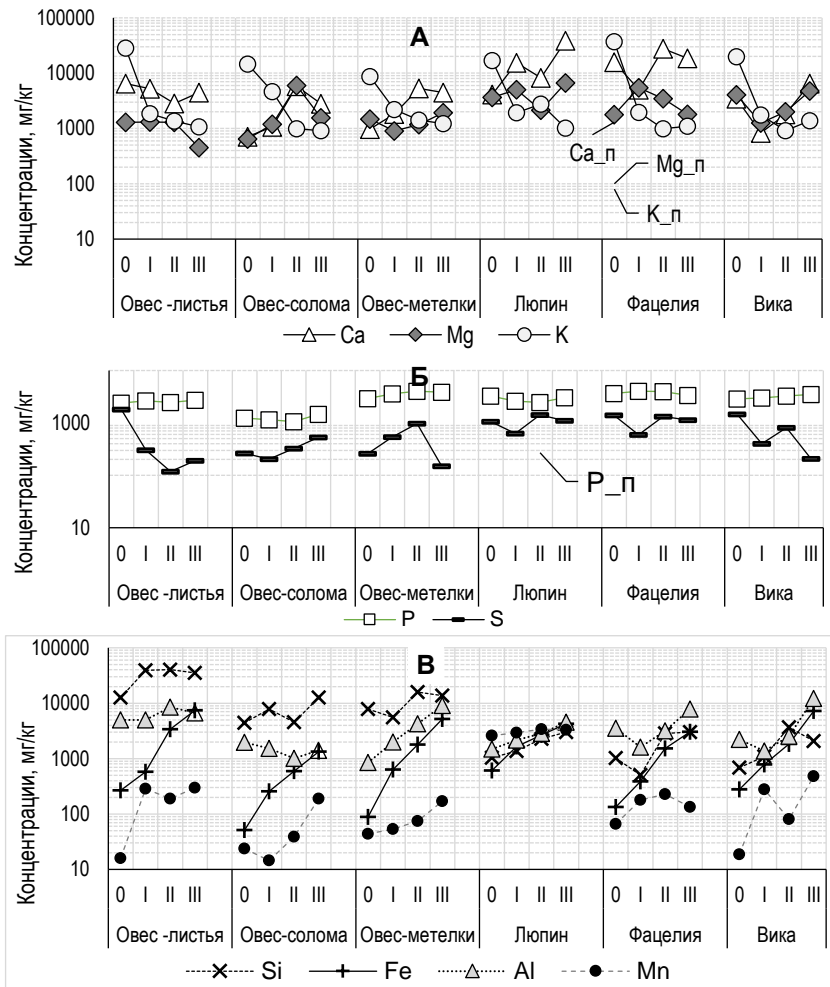 А
Концентрации, мг/кг
100000
10000
1000
100
10
Ca_п
Mg_п
K_п
0 I II III 0 I II III 0 I II III 0 I II III 0 I II III 0 I II III
Овес -листья Овес-солома Овес-метелки Люпин Фацелия Вика
Ca Mg K
Б
Концентрации, мг/кг
1000
10
P_п
0 I II III 0 I II III 0 I II III 0 I II III 0 I II III 0 I II III
Овес -листья Овес-солома Овес-метелки Люпин Фацелия Вика
P S
В
Концентрации, мг/кг
100000
10000
1000
100
10
0 I II III 0 I II III 0 I II III 0 I II III 0 I II III 0 I II III
Овес -листья Овес-солома Овес-метелки Люпин Фацелия Вика
Si Fe Al Mn